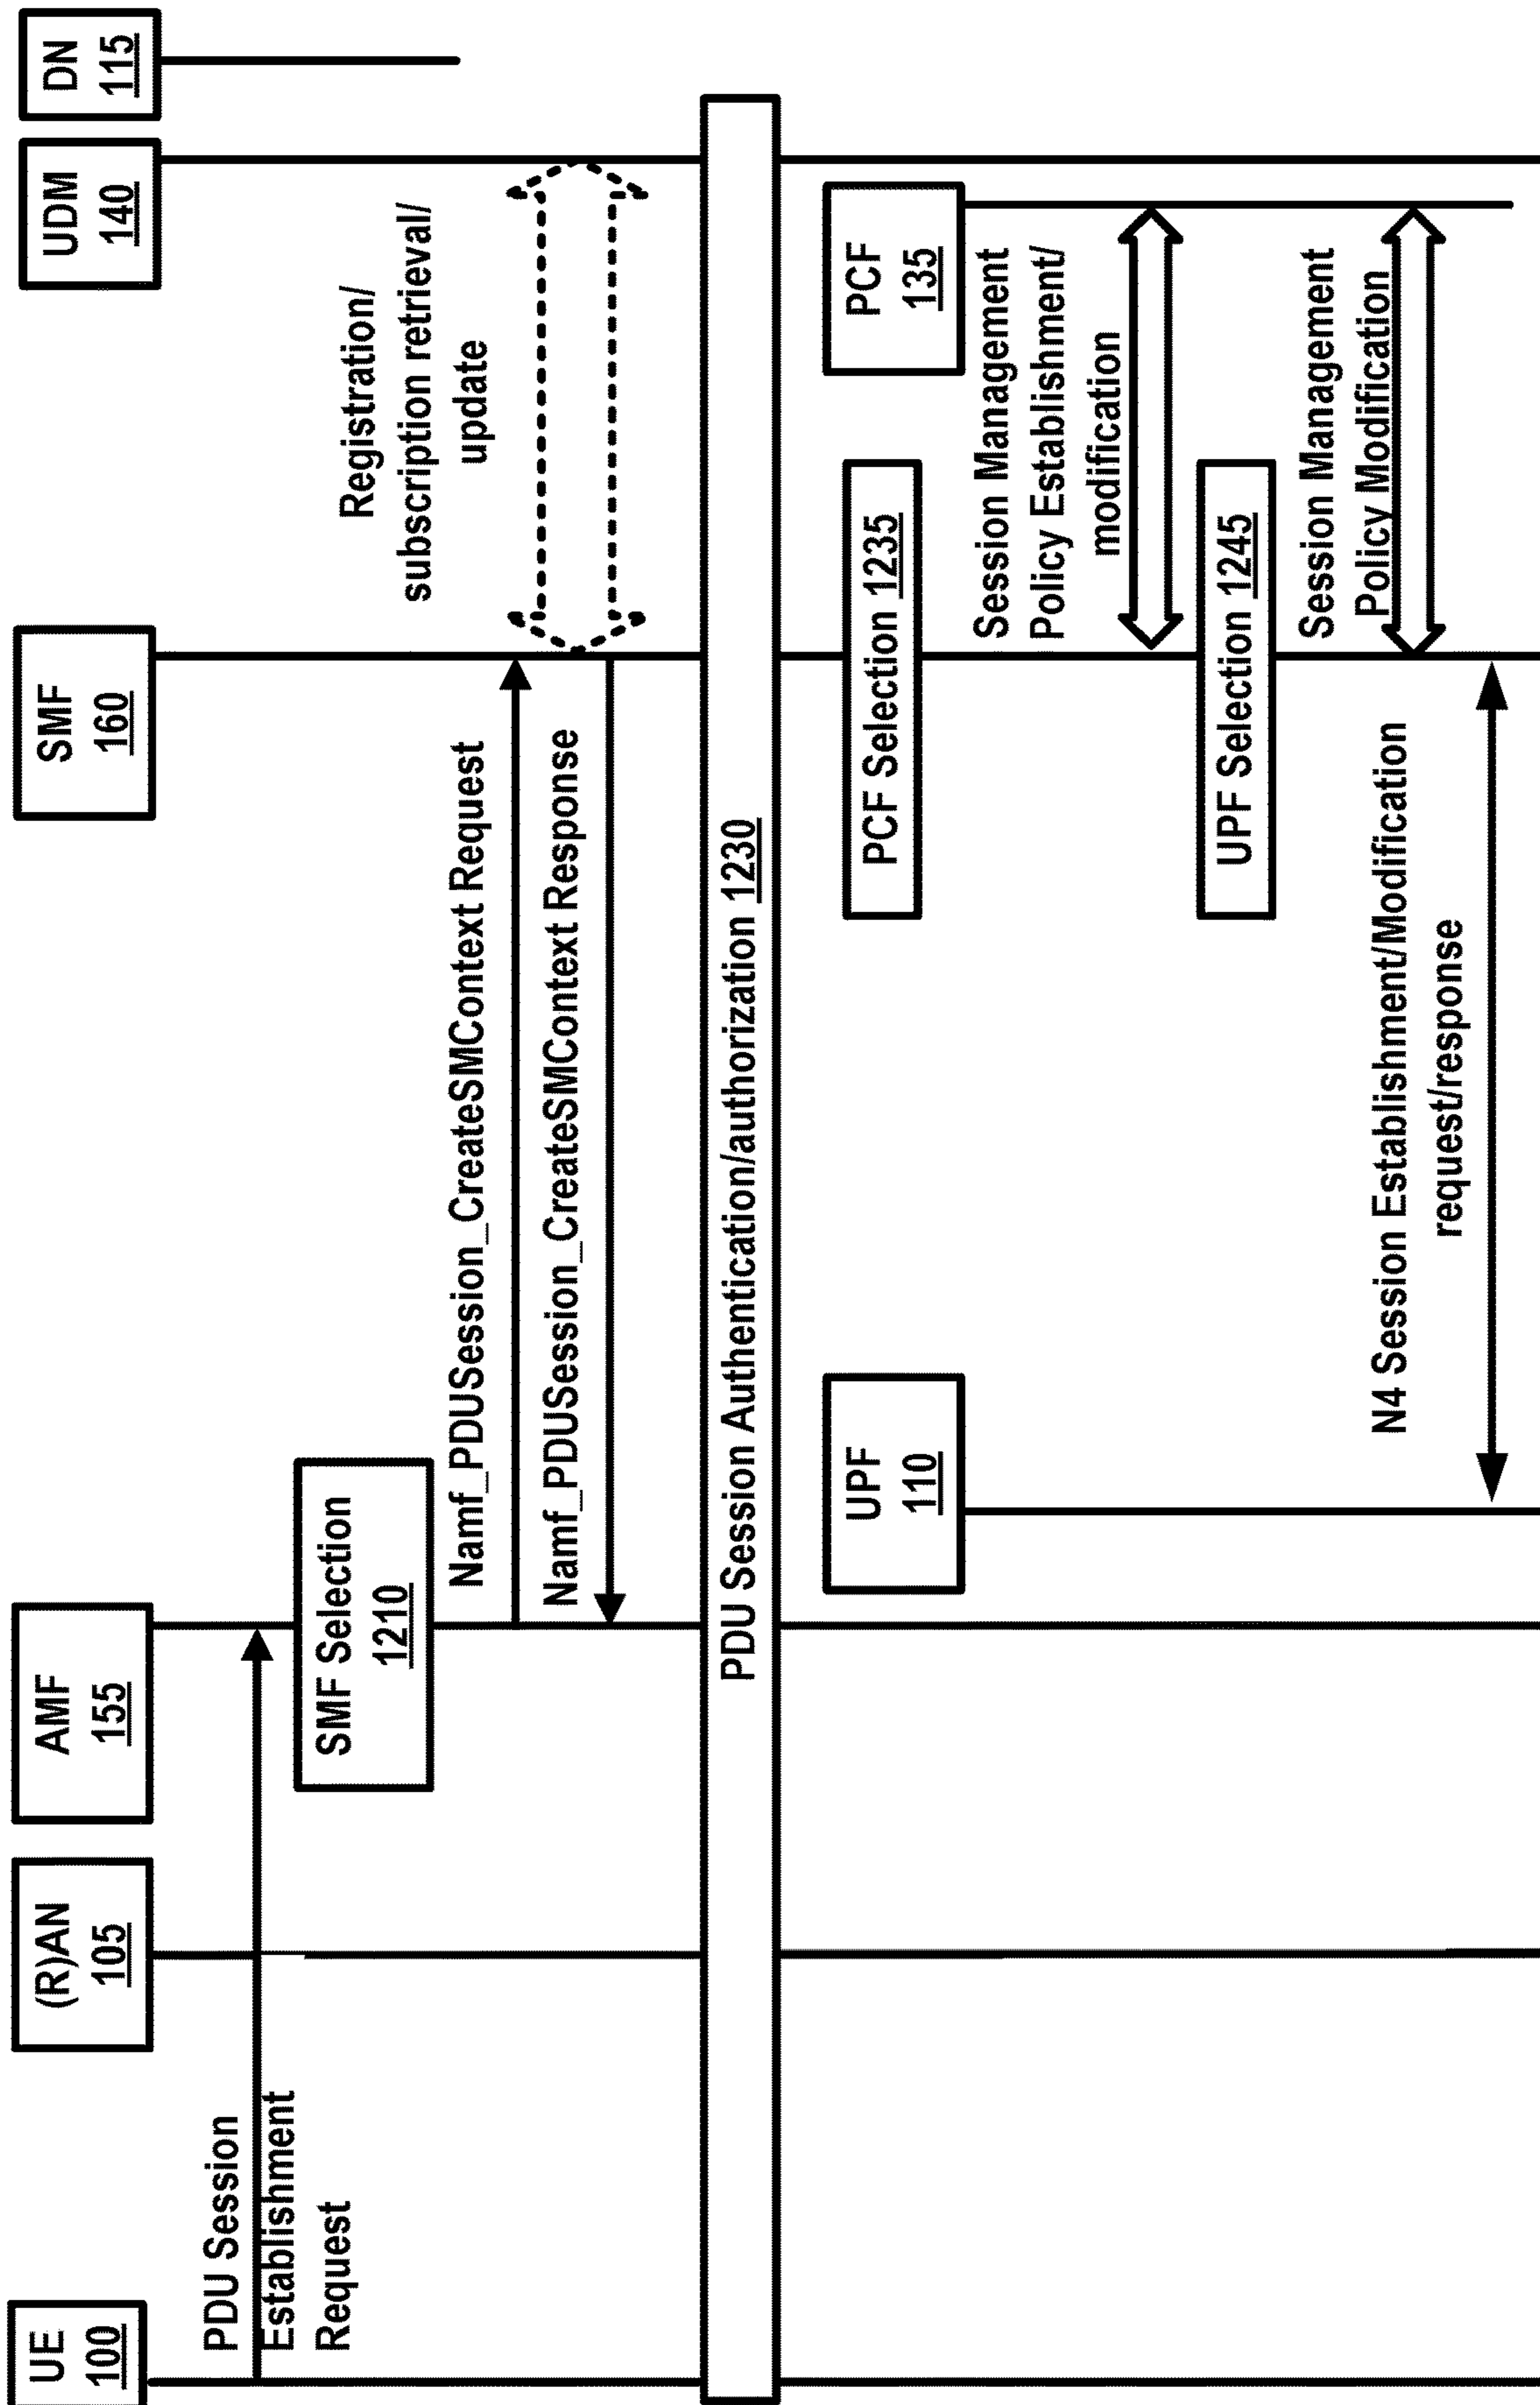 UE
100
(R)AN
105
AMF
155
SMF
160
UDM
140
DN
115
PDU Session
Establishment
Request
SMF Selection
1210
Namf_PDUSession_CreateSMContext Request
Registration/
subscription retrieval/
update
Namf_PDUSession_CreateSMContext Response
PDU Session Authentication/authorization 1230
UPF
110
PCF Selection 1235
PCF
135
Session Management
Policy Establishment/
modification
UPF Selection 1245
Session Management
Policy Modification
N4 Session Establishment/Modification
request/response